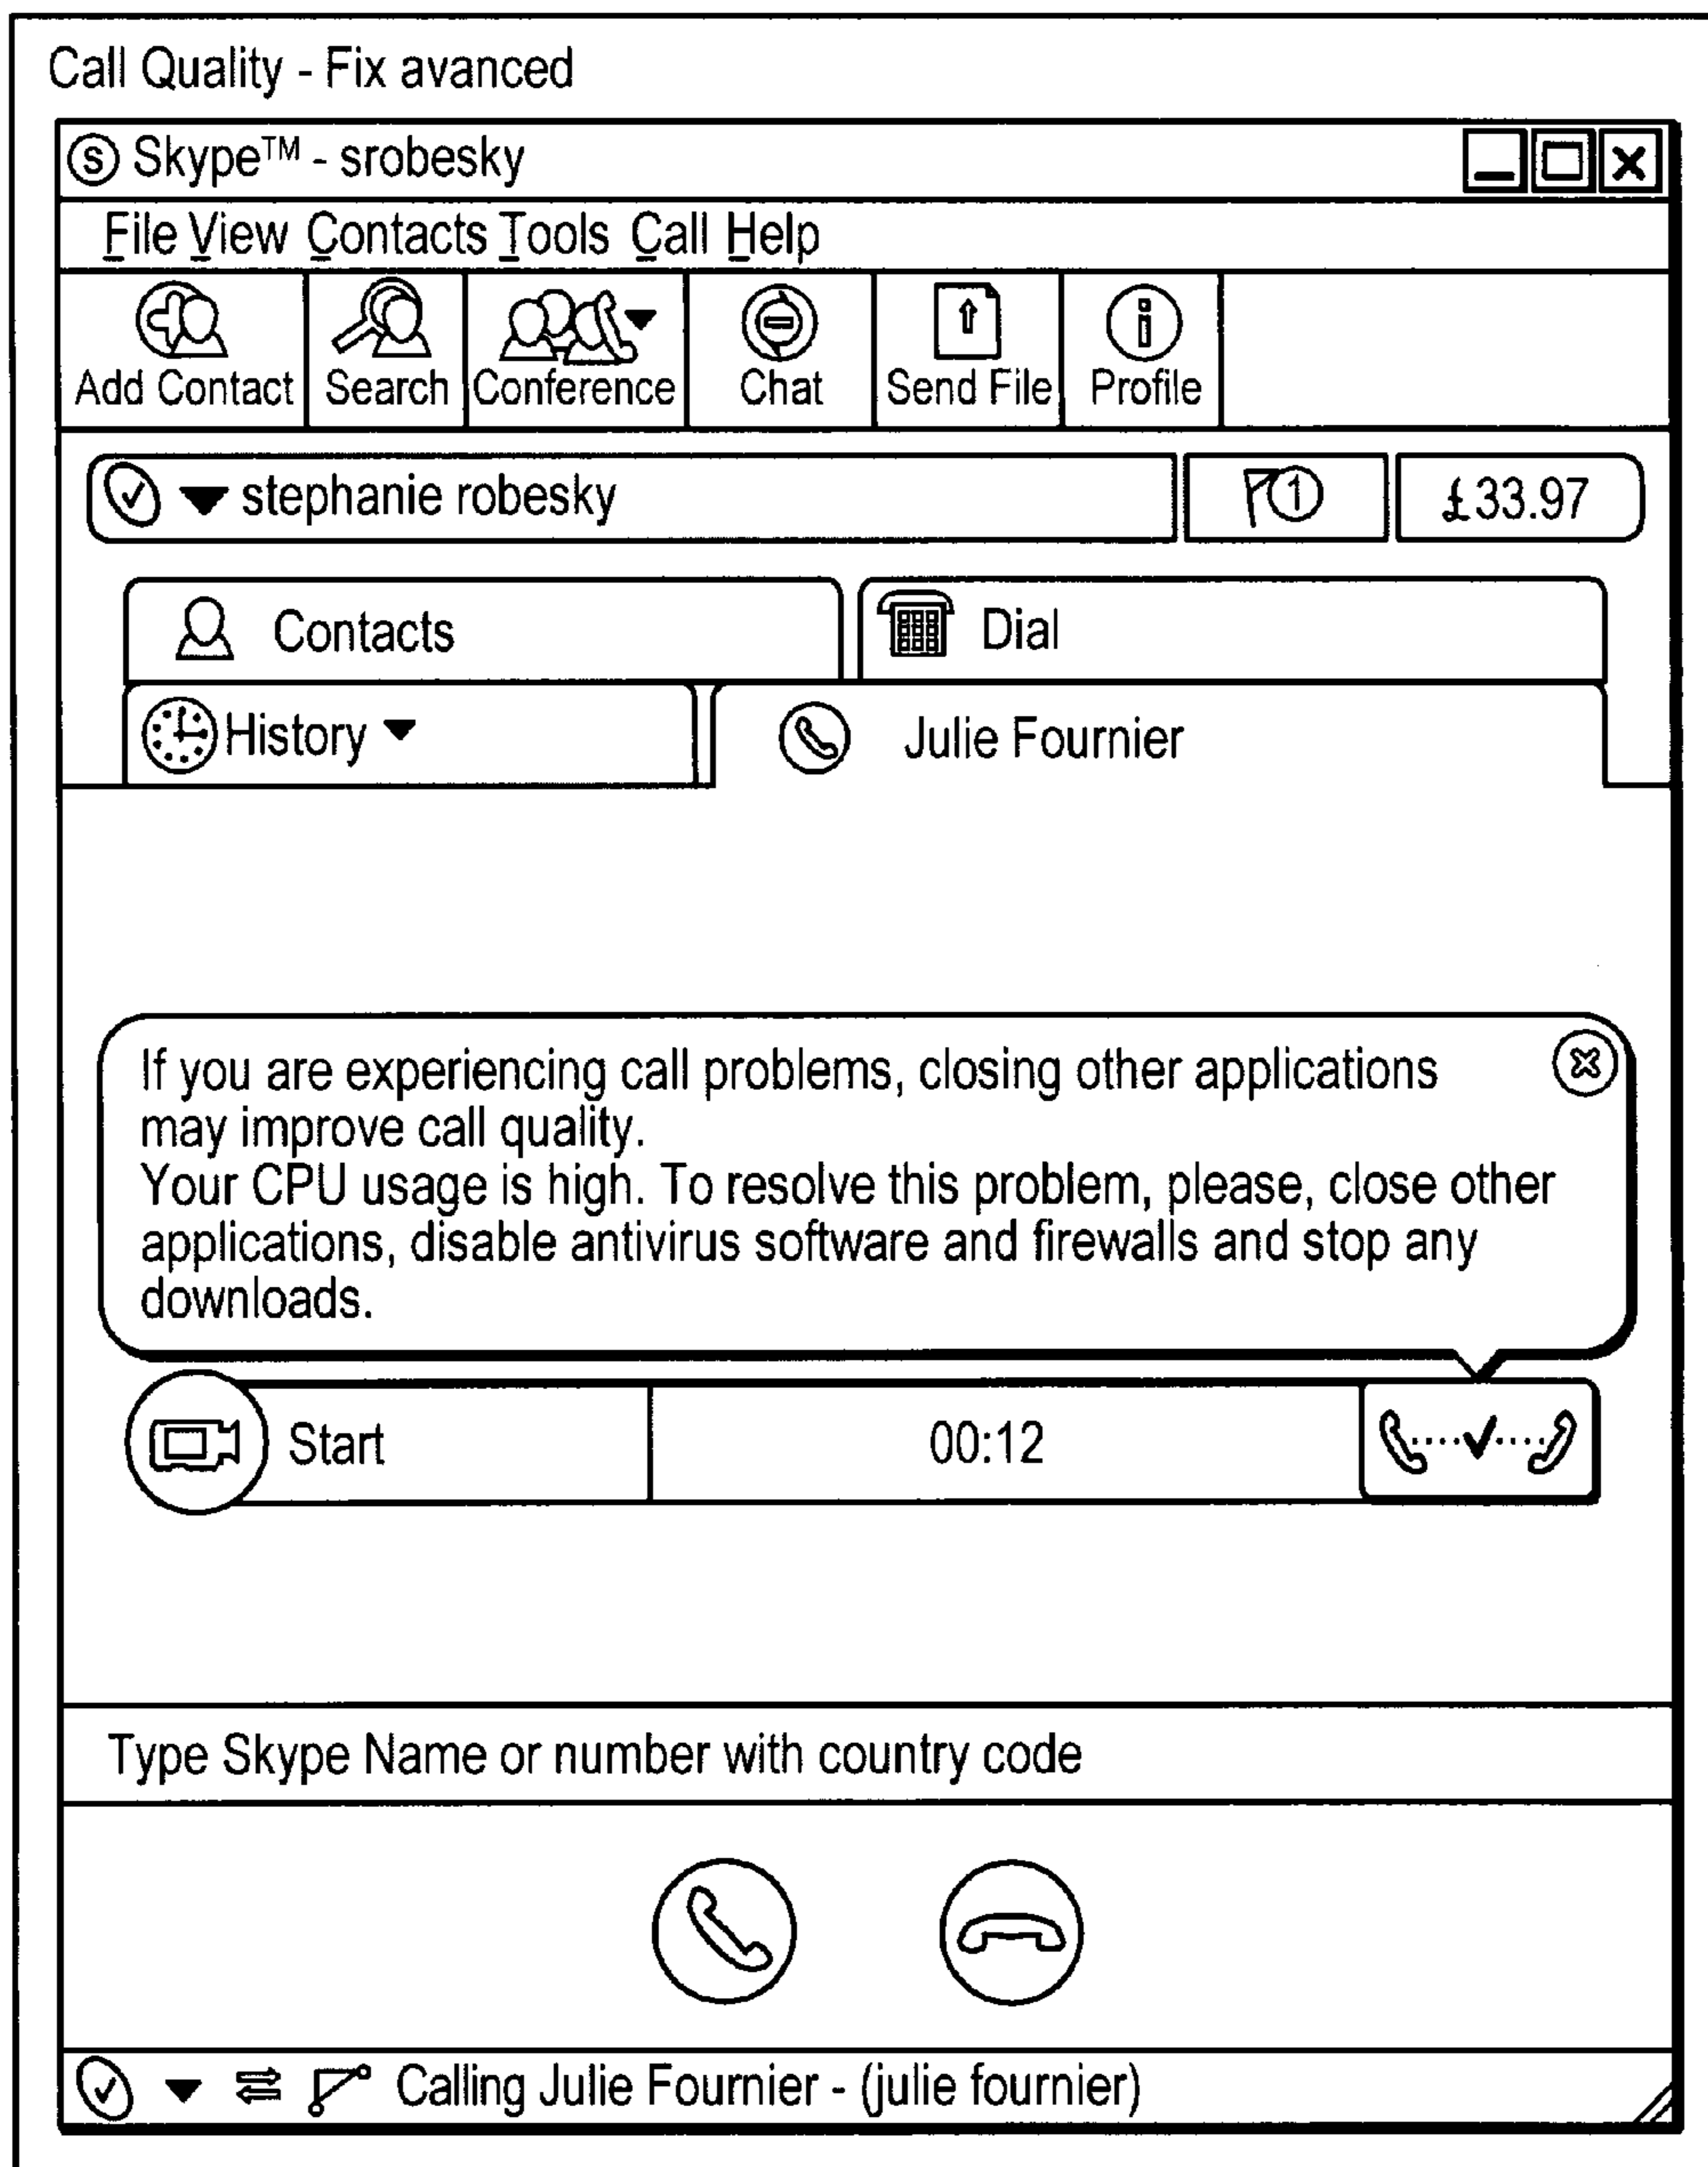 Call Quality - Fix avanced
S Skype™ - srobesky
File View Contacts Tools Call Help
Add Contact Search Conference Chat Send File Profile
stephanie robesky 1 £33.97
Contacts Dial
History Julie Fournier
If you are experiencing call problems, closing other applications
may improve call quality.
Your CPU usage is high. To resolve this problem, please, close other
applications, disable antivirus software and firewalls and stop any
downloads.
Start 00:12
Type Skype Name or number with country code
Calling Julie Fournier - (julie fournier)